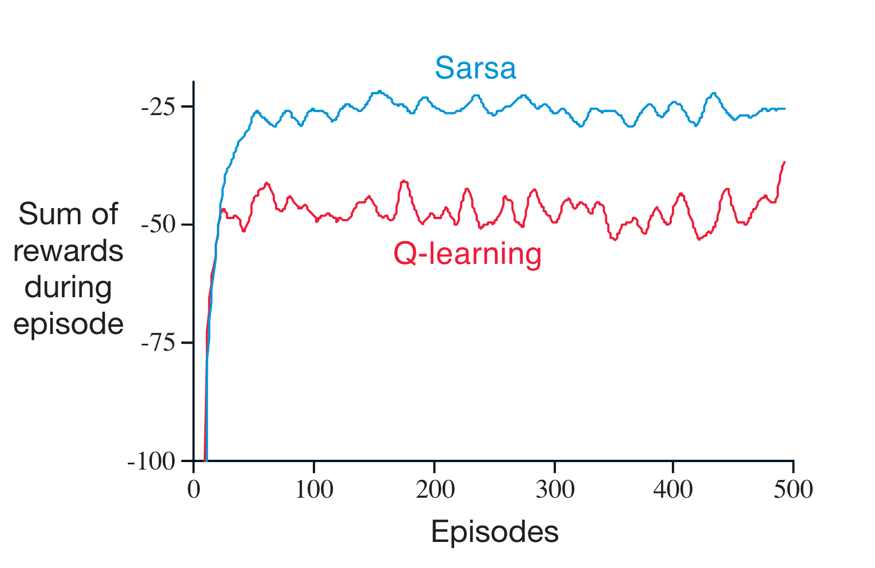 Sarsa
-25
Sum of
rewards
during
episode
-50
Q-learning
-75
-100
0 100 200 300 400 500
Episodes